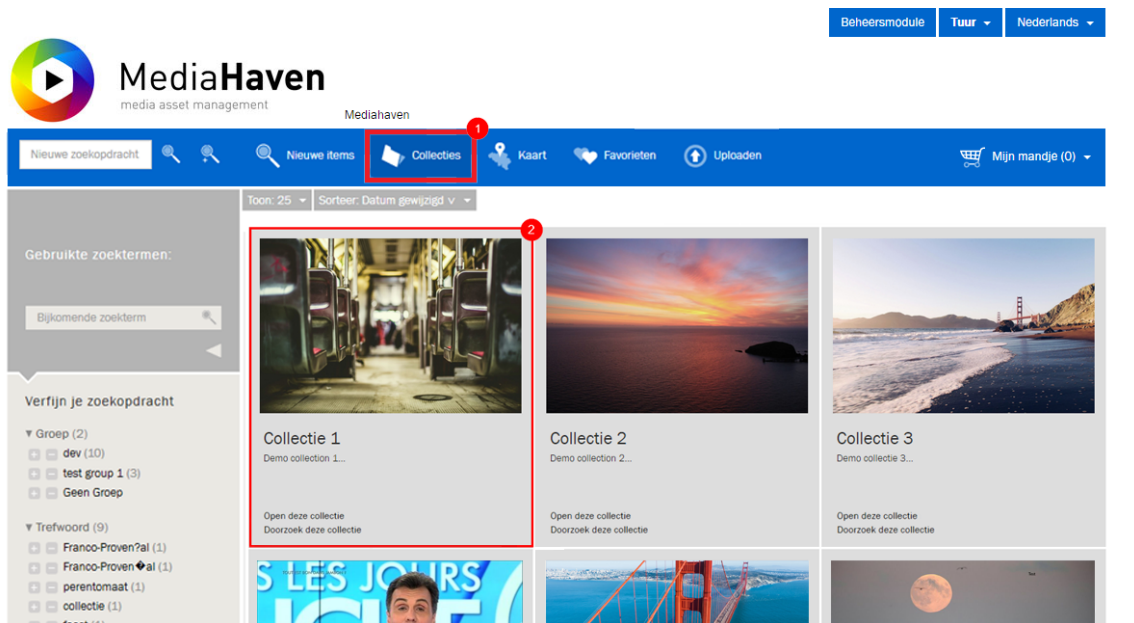 Beheersmodule Tuur Nederlands
MediaHaven
media asset management
Mediahaven
1
Nieuwe zoekopdracht Nieuwe items Collecties Kaart Favorieten Uploaden Mijn mandje (0)
Toon: 25 Sorteer: Datum gewijzigd v
2
Gebruikte zoektermen:
Bijkomende zoekterm
Verfijn je zoekopdracht
Groep (2)
dev (10)
test group 1 (3)
Geen Groep
Trefwoord (9)
Franco-Proven?al (1)
Franco-Proven�al (1)
perentomaat (1)
collectie (1)
Collectie 1
Demo collection 1...
Open deze collectie
Doorzoek deze collectie
Collectie 2
Demo collection 2...
Open deze collectie
Doorzoek deze collectie
Collectie 3
Demo collectie 3...
Open deze collectie
Doorzoek deze collectie
S LES JOURS